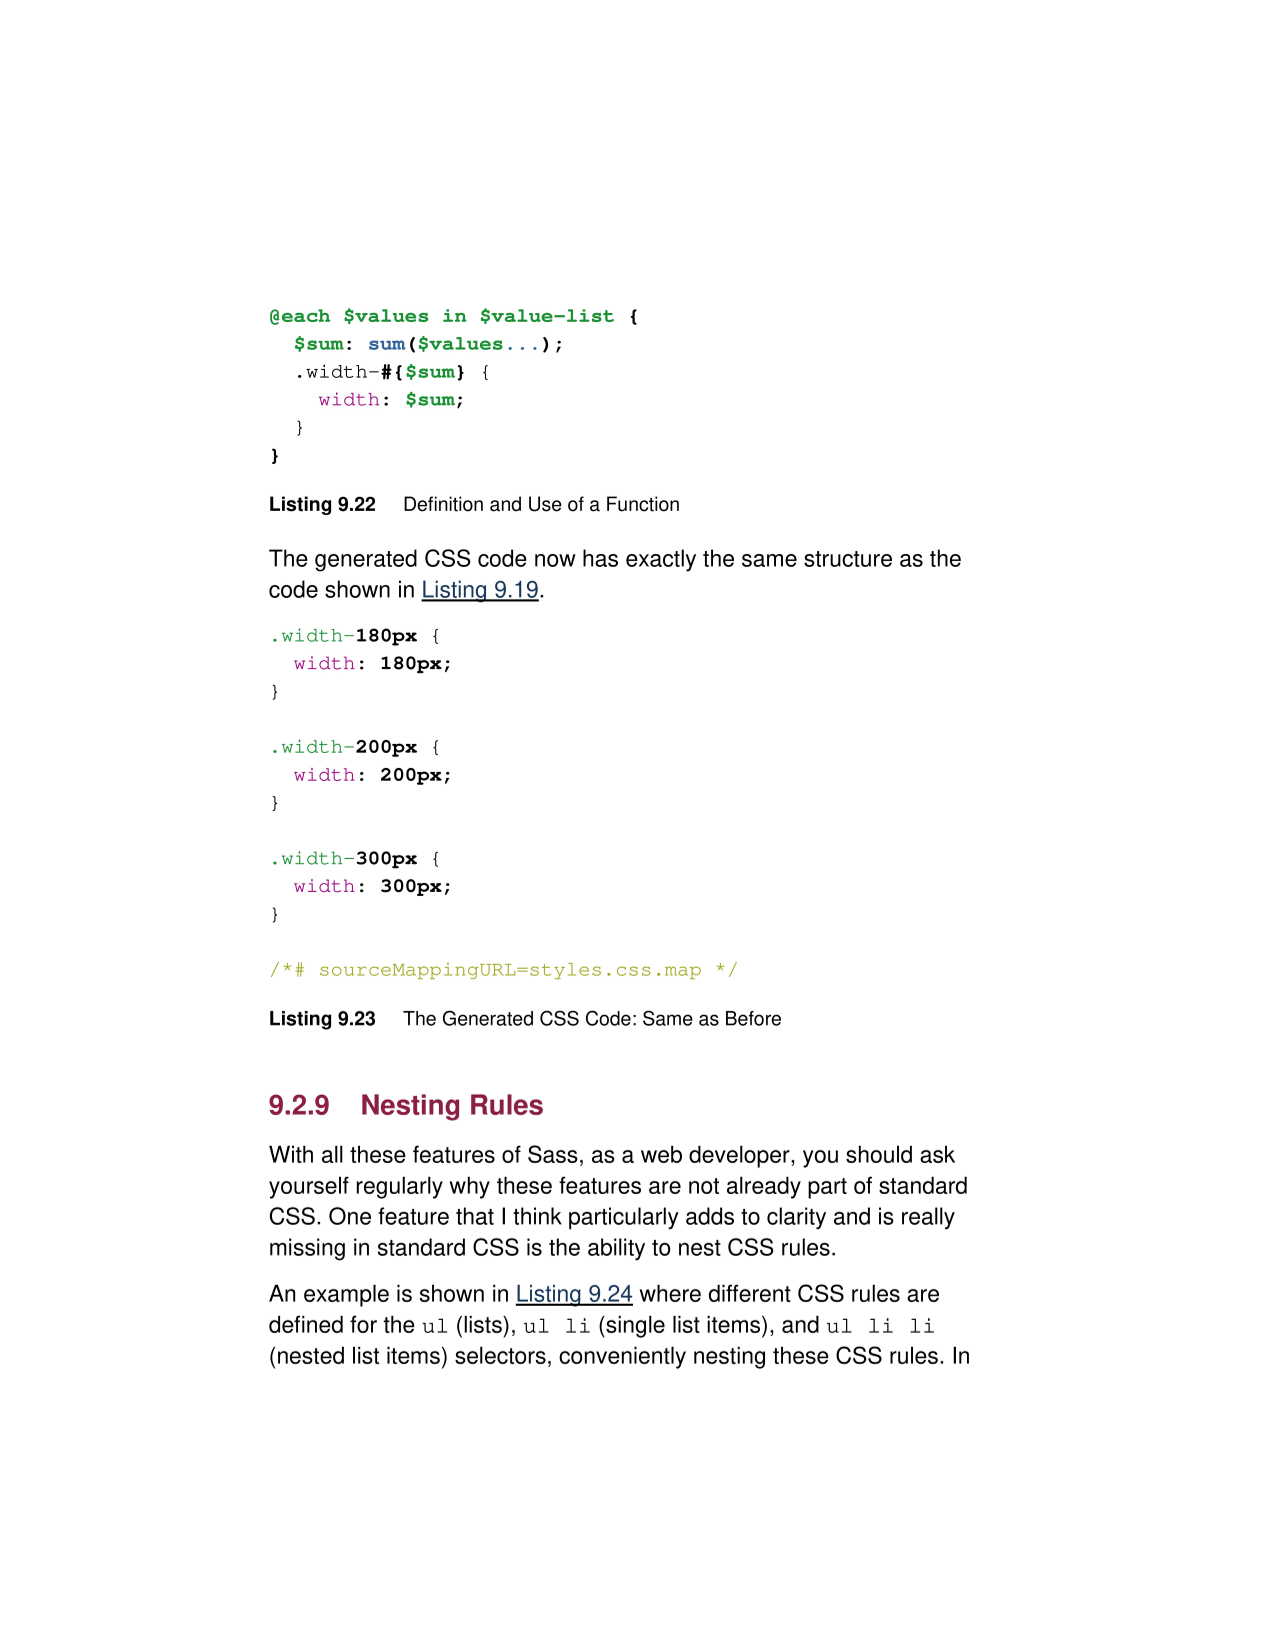 @each $values in $value-list {
  $sum: sum($values...);
  .width-#{$sum} {
    width: $sum;
  }
}
Listing 9.22 Definition and Use of a Function
The generated CSS code now has exactly the same structure as the
code shown in Listing 9.19.
.width-180px {
  width: 180px;
}
.width-200px {
  width: 200px;
}
.width-300px {
  width: 300px;
}
/*# sourceMappingURL=styles.css.map */
Listing 9.23 The Generated CSS Code: Same as Before
9.2.9 Nesting Rules
With all these features of Sass, as a web developer, you should ask
yourself regularly why these features are not already part of standard
CSS. One feature that I think particularly adds to clarity and is really
missing in standard CSS is the ability to nest CSS rules.
An example is shown in Listing 9.24 where different CSS rules are
defined for the ul (lists), ul li (single list items), and ul li li
(nested list items) selectors, conveniently nesting these CSS rules. In